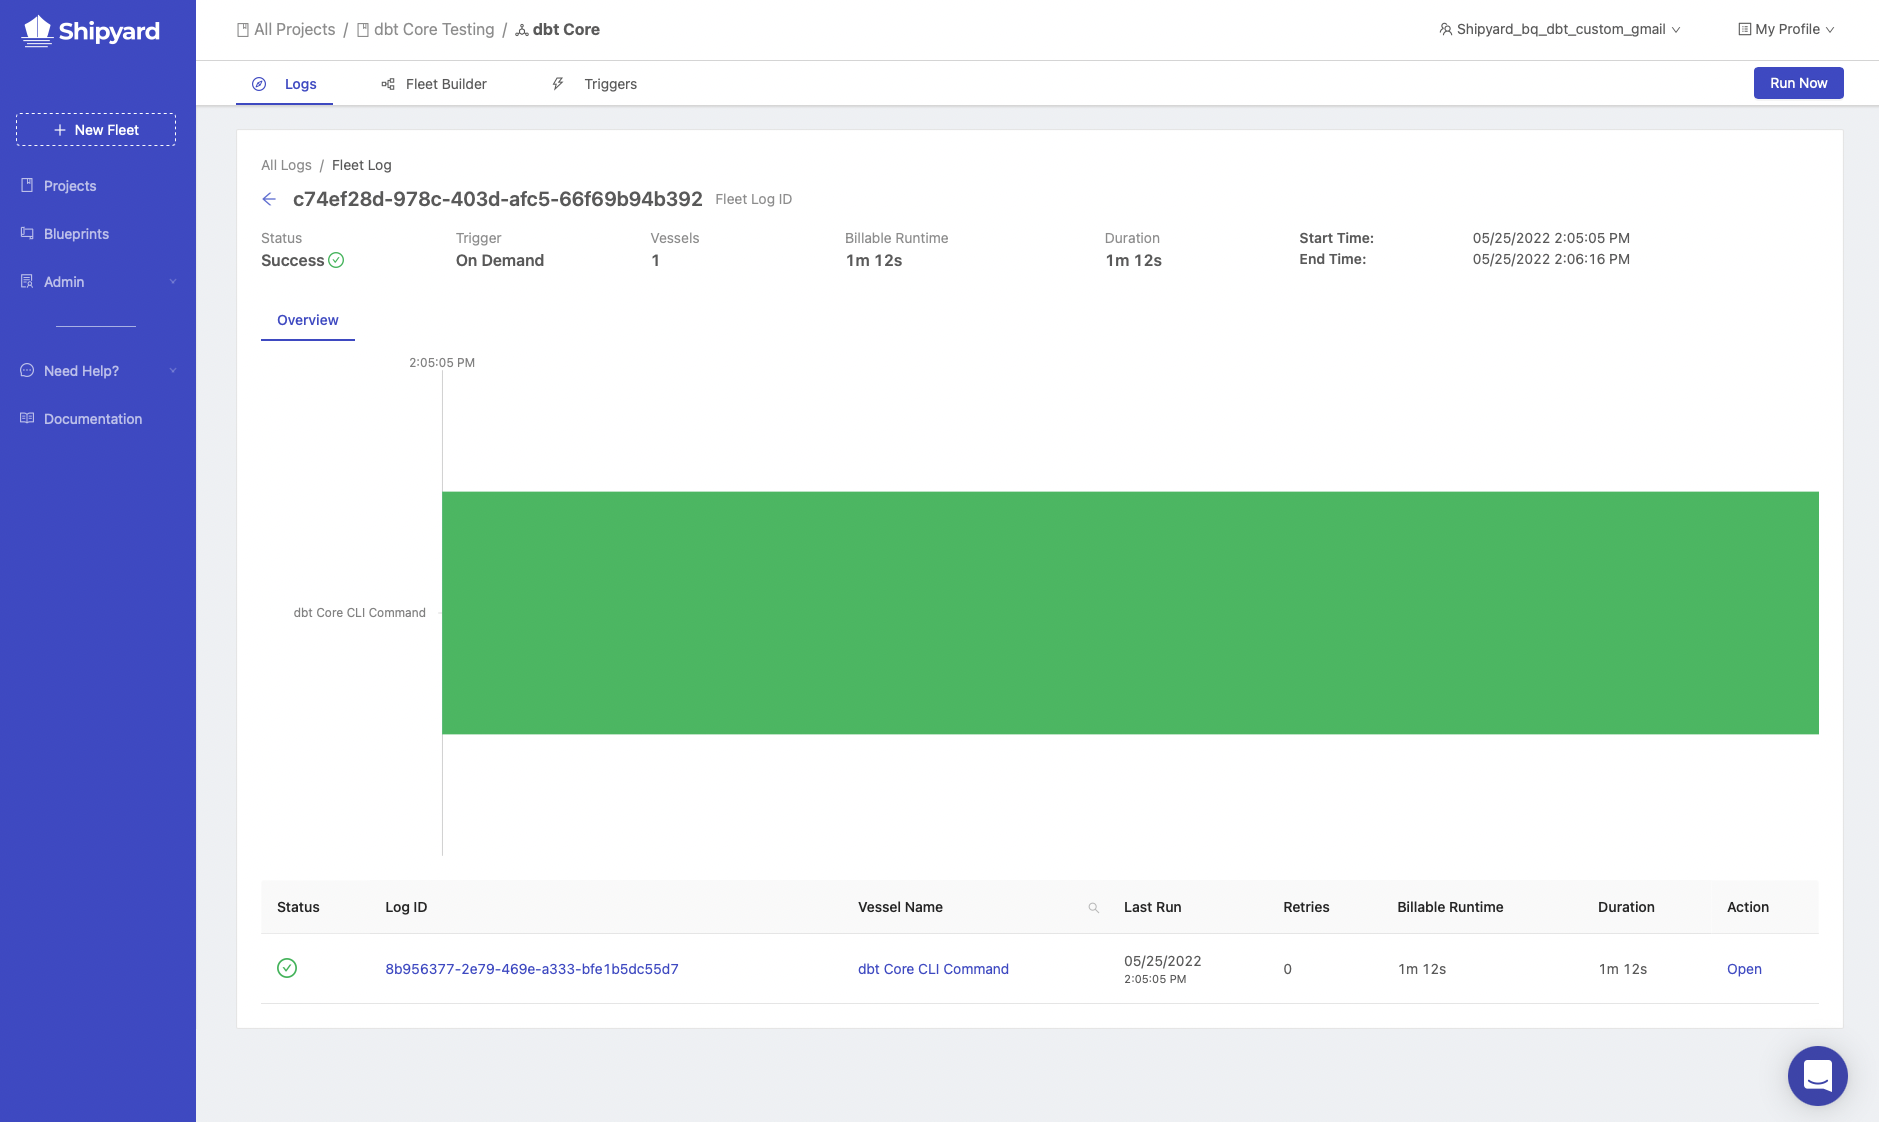 Shipyard
New Fleet
Projects
Blueprints
Admin
Need Help?
Documentation
All Projects / dbt Core Testing / dbt Core
Shipyard_bq_dbt_custom_gmail
My Profile
Logs
Fleet Builder
Triggers
Run Now
All Logs / Fleet Log
c74ef28d-978c-403d-afc5-66f69b94b392 Fleet Log ID
Status
Success
Trigger
On Demand
Vessels
1
Billable Runtime
1m 12s
Duration
1m 12s
Start Time: 05/25/2022 2:05:05 PM
End Time: 05/25/2022 2:06:16 PM
Overview
2:05:05 PM
dbt Core CLI Command
Status Log ID Vessel Name Last Run Retries Billable Runtime Duration Action
8b956377-2e79-469e-a333-bfe1b5dc55d7 dbt Core CLI Command 05/25/2022 0 1m 12s 1m 12s Open
2:05:05 PM